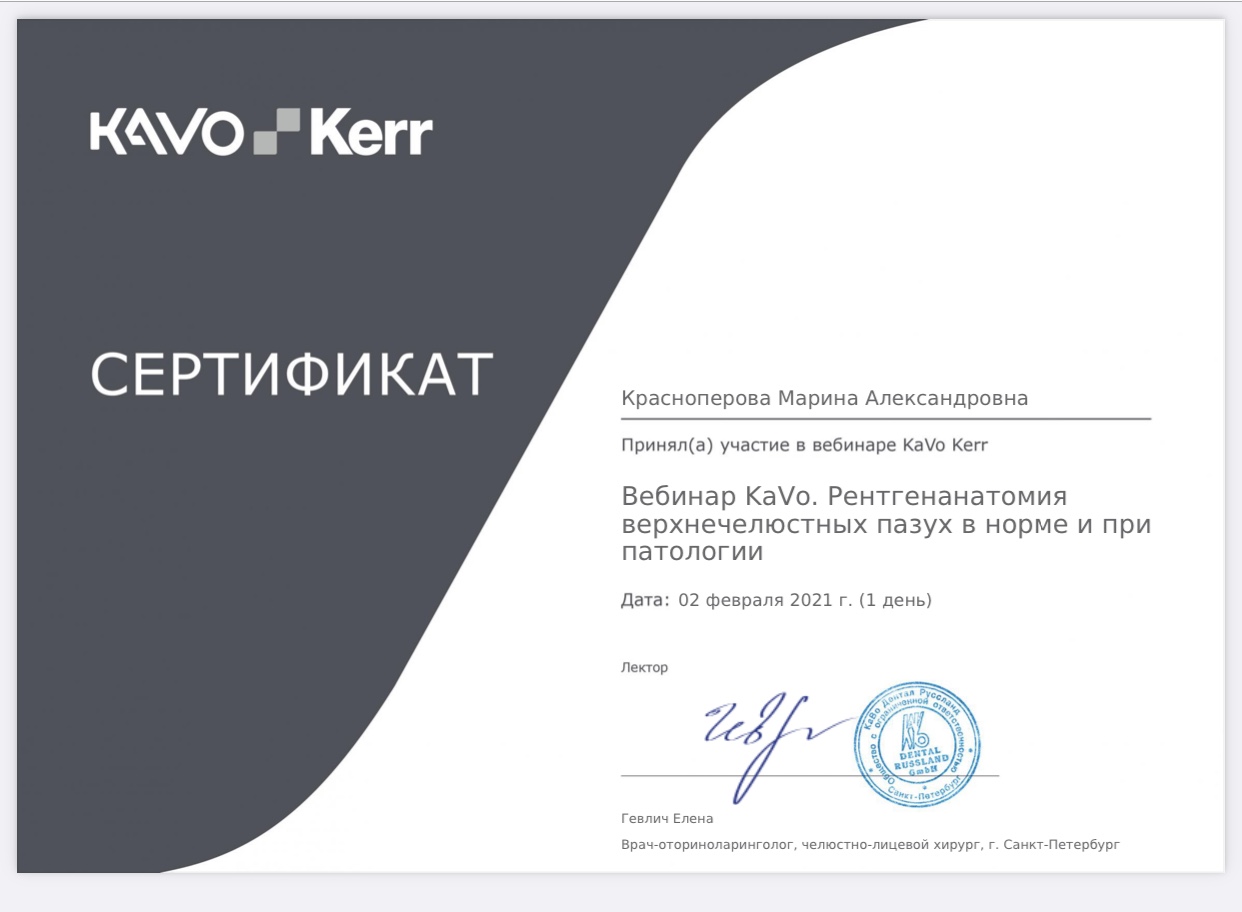 KAVO Kerr
СЕРТИФИКАТ
Красноперова Марина Александровна
Принял(а) участие в вебинаре KaVo Kerr
Вебинар KaVo. Рентгенанатомия
верхнечелюстных пазух в норме и при
патологии
Дата: 02 февраля 2021 г. (1 день)
Лектор
КаВо Дентал Руссланд
Общество с ограниченной ответственностью
DENTAL
RUSSLAND
GmbH
Санкт-Петербург
Гевлич Елена
Врач-оториноларинголог, челюстно-лицевой хирург, г. Санкт-Петербург